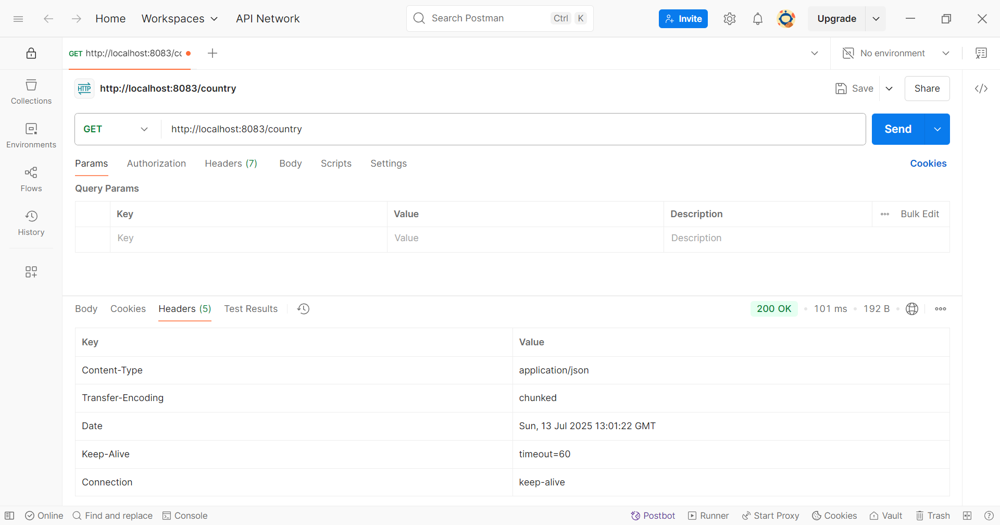 Home Workspaces API Network Search Postman Ctrl K Invite Upgrade
GET http://localhost:8083/cc No environment
HTTP http://localhost:8083/country Save Share
Collections
Environments
Flows
History
GET http://localhost:8083/country Send
Params Authorization Headers (7) Body Scripts Settings Cookies
Query Params
Key Value Description Bulk Edit
Key Value Description
Body Cookies Headers (5) Test Results 200 OK 101 ms 192 B
Key Value
Content-Type application/json
Transfer-Encoding chunked
Date Sun, 13 Jul 2025 13:01:22 GMT
Keep-Alive timeout=60
Connection keep-alive
Online Find and replace Console Postbot Runner Start Proxy Cookies Vault Trash